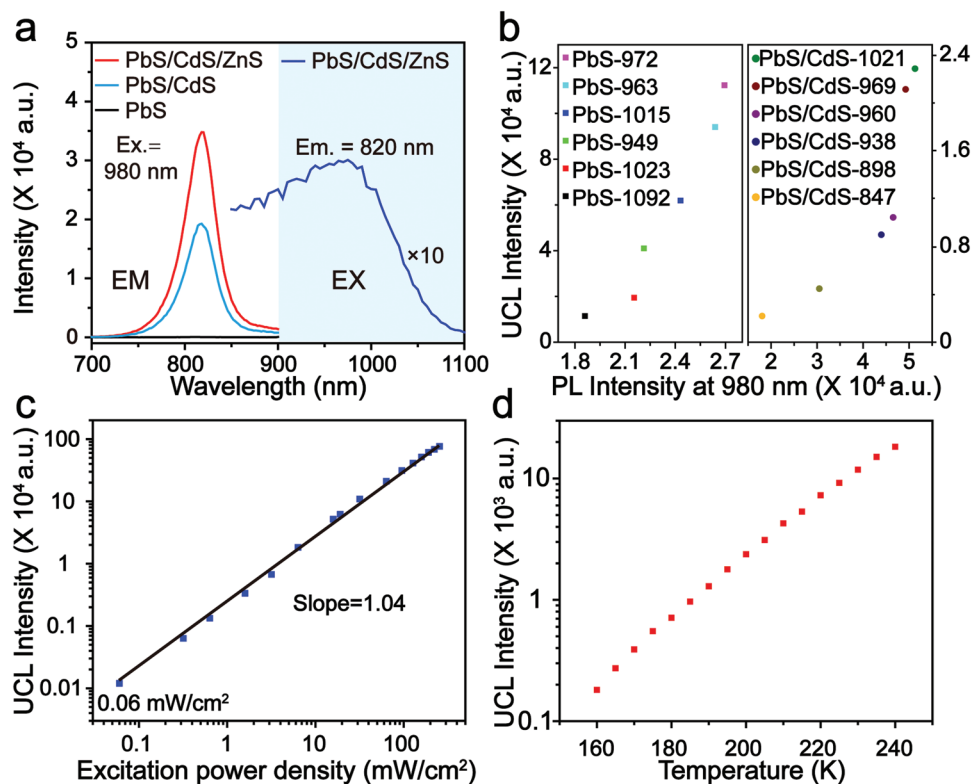 a
Intensity (X 10⁴ a.u.)
5
4
3
2
1
0
PbS/CdS/ZnS
PbS/CdS
PbS
PbS/CdS/ZnS
Ex.=
980 nm
Em. = 820 nm
×10
EM
EX
700
800
900
1000
1100
Wavelength (nm)
b
UCL Intensity (X 10⁴ a.u.)
12
8
4
0
PbS-972
PbS-963
PbS-1015
PbS-949
PbS-1023
PbS-1092
PbS/CdS-1021
PbS/CdS-969
PbS/CdS-960
PbS/CdS-938
PbS/CdS-898
PbS/CdS-847
2.4
1.6
0.8
0
1.8
2.1
2.4
2.7
2
3
4
5
PL Intensity at 980 nm (X 10⁴ a.u.)
c
UCL Intensity (X 10⁴ a.u.)
100
10
1
0.1
0.01
Slope=1.04
0.06 mW/cm²
0.1
1
10
100
Excitation power density (mW/cm²)
d
UCL Intensity (X 10³ a.u.)
10
1
0.1
160
180
200
220
240
Temperature (K)